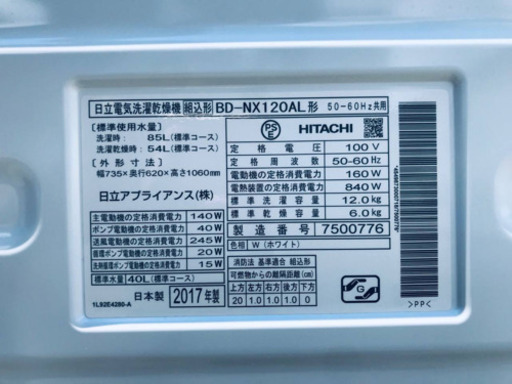 日立電気洗濯乾燥機 組込形 BD-NX120AL形 50-60Hz共用
〔標準使用水量〕
洗濯時:85L(標準コース)
洗濯乾燥時:54L(標準コース)
〔外形寸法〕
幅735×奥行620×高さ1060mm
日立アプライアンス(株)
主電動機の定格消費電力 140W
ポンプ電動機の定格消費電力 40W
送風電動機の定格消費電力 245W
循環ポンプ電動機の定格消費電力 20W
洗剤循環ポンプ電動機の定格消費電力 15W
標準水量 40L(標準コース)
1L92E4280-A
日本製 2017年製
PS
E
HITACHI
定格電圧 100V
定格周波数 50-60Hz
電動機の定格消費電力 160W
電熱装置の定格消費電力 840W
標準洗濯容量 12.0kg
標準乾燥容量 6.0kg
製造番号 7500776
色相 W(ホワイト)
消防法 基準適合 組込形
可燃物からの離隔距離(cm)
上方 左方 右方 前方 後方 下方
20 1.0 1.0 0 1.0 0
G
>PP<